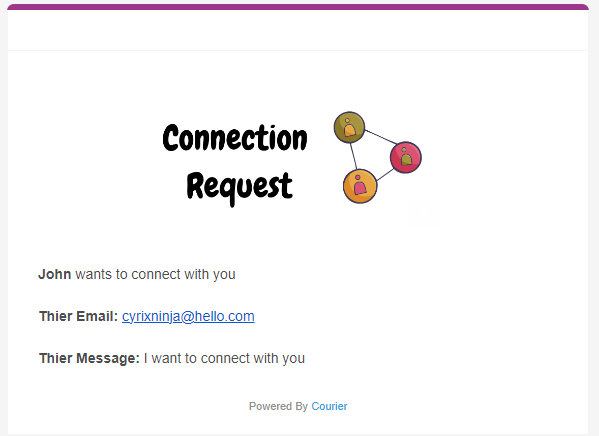 Connection
Request
John wants to connect with you
Thier Email: cyrixninja@hello.com
Thier Message: I want to connect with you
Powered By Courier